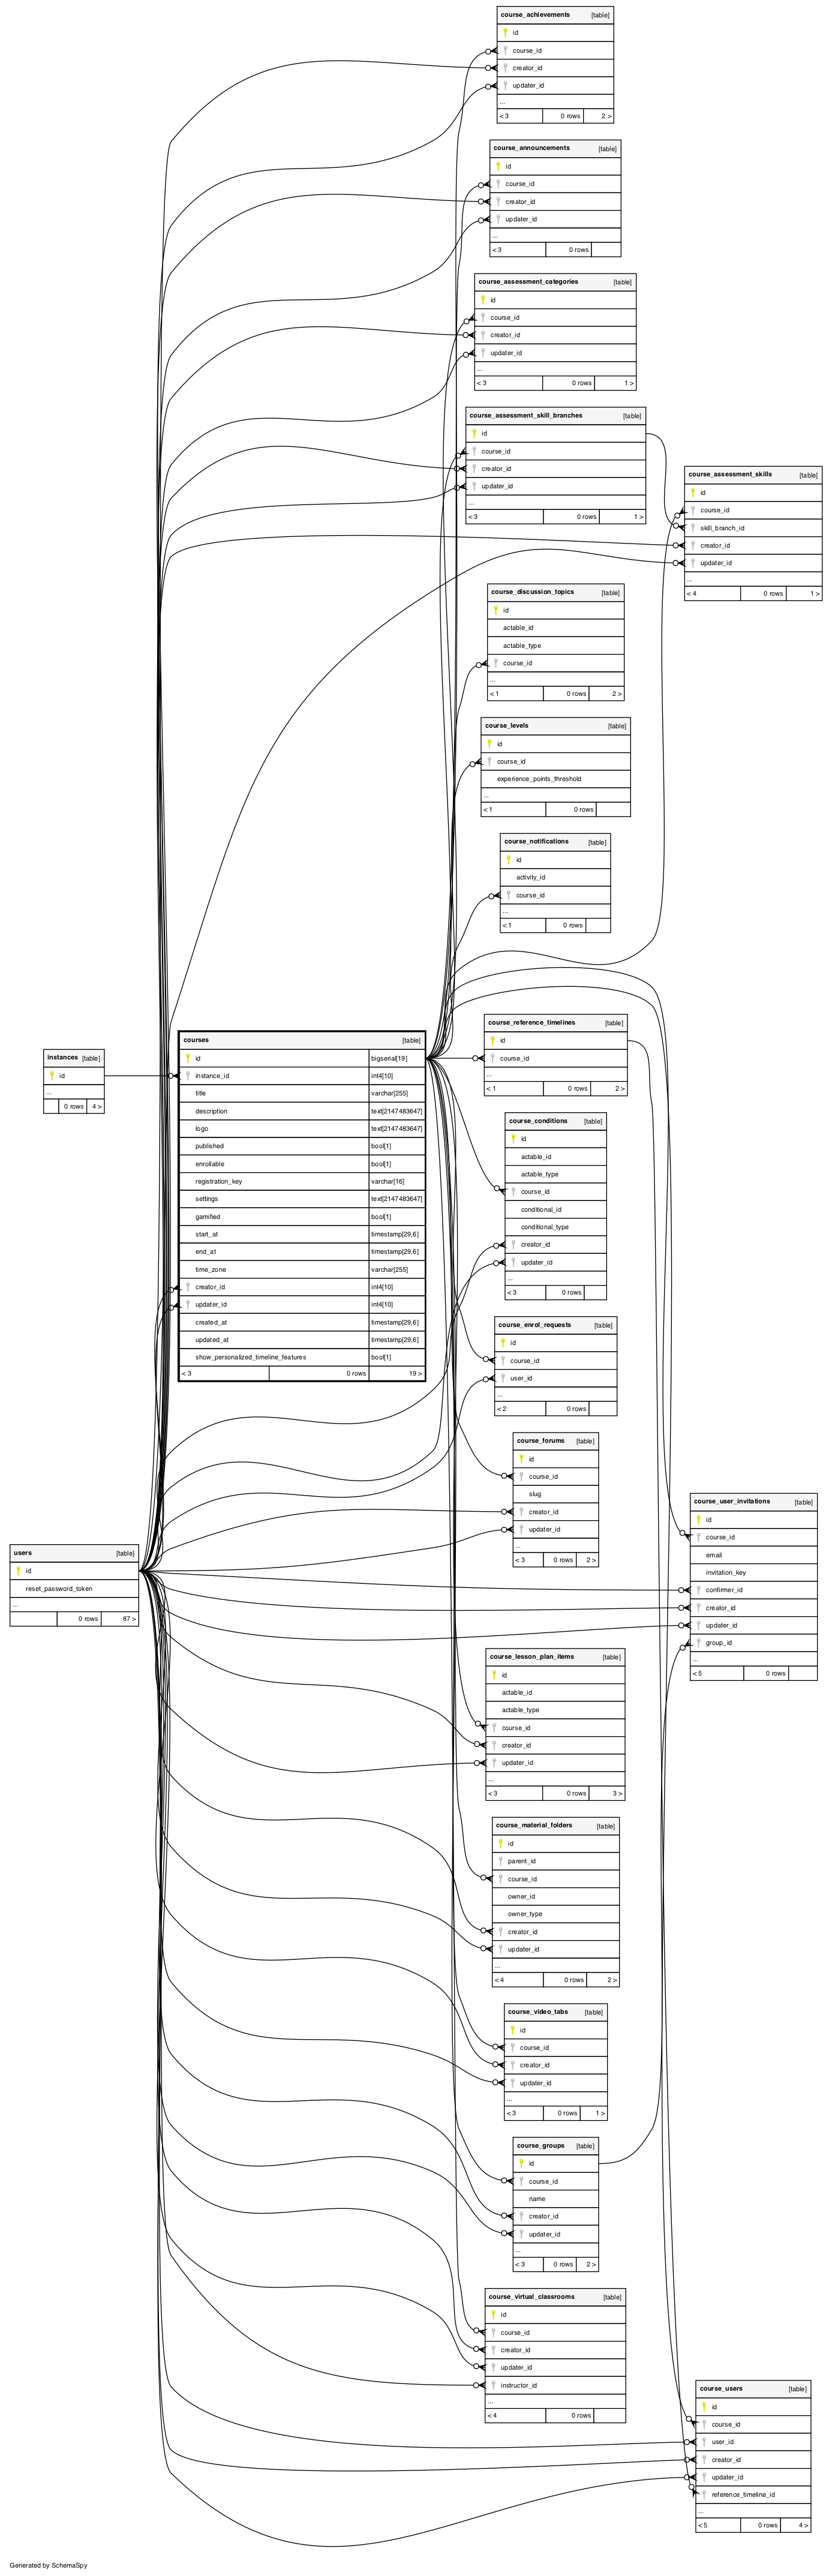 course_achievements [table]
id
course_id
creator_id
updater_id
...
< 3 0 rows 2 >
course_announcements [table]
id
course_id
creator_id
updater_id
...
< 3 0 rows
course_assessment_categories [table]
id
course_id
creator_id
updater_id
...
< 3 0 rows 1 >
course_assessment_skill_branches [table]
id
course_id
creator_id
updater_id
...
< 3 0 rows 1 >
course_assessment_skills [table]
id
course_id
skill_branch_id
creator_id
updater_id
...
< 4 0 rows 1 >
course_discussion_topics [table]
id
actable_id
actable_type
course_id
...
< 1 0 rows 2 >
course_levels [table]
id
course_id
experience_points_threshold
...
< 1 0 rows
course_notifications [table]
id
activity_id
course_id
...
< 1 0 rows
instances [table]
id
...
0 rows 4 >
courses [table]
id bigserial[19]
instance_id int4[10]
title varchar[255]
description text[2147483647]
logo text[2147483647]
published bool[1]
enrollable bool[1]
registration_key varchar[16]
settings text[2147483647]
gamified bool[1]
start_at timestamp[29,6]
end_at timestamp[29,6]
time_zone varchar[255]
creator_id int4[10]
updater_id int4[10]
created_at timestamp[29,6]
updated_at timestamp[29,6]
show_personalized_timeline_features bool[1]
< 3 0 rows 19 >
course_reference_timelines [table]
id
course_id
...
< 1 0 rows 2 >
course_conditions [table]
id
actable_id
actable_type
course_id
conditional_id
conditional_type
creator_id
updater_id
...
< 3 0 rows
course_enrol_requests [table]
id
course_id
user_id
...
< 2 0 rows
course_forums [table]
id
course_id
slug
creator_id
updater_id
...
< 3 0 rows 2 >
course_user_invitations [table]
id
course_id
email
invitation_key
confirmer_id
creator_id
updater_id
group_id
...
< 5 0 rows
users [table]
id
reset_password_token
...
0 rows 87 >
course_lesson_plan_items [table]
id
actable_id
actable_type
course_id
creator_id
updater_id
...
< 3 0 rows 3 >
course_material_folders [table]
id
parent_id
course_id
owner_id
owner_type
creator_id
updater_id
...
< 4 0 rows 2 >
course_video_tabs [table]
id
course_id
creator_id
updater_id
...
< 3 0 rows 1 >
course_groups [table]
id
course_id
name
creator_id
updater_id
...
< 3 0 rows 2 >
course_virtual_classrooms [table]
id
course_id
creator_id
updater_id
instructor_id
...
< 4 0 rows
course_users [table]
id
course_id
user_id
creator_id
updater_id
reference_timeline_id
...
< 5 0 rows 4 >
Generated by SchemaSpy